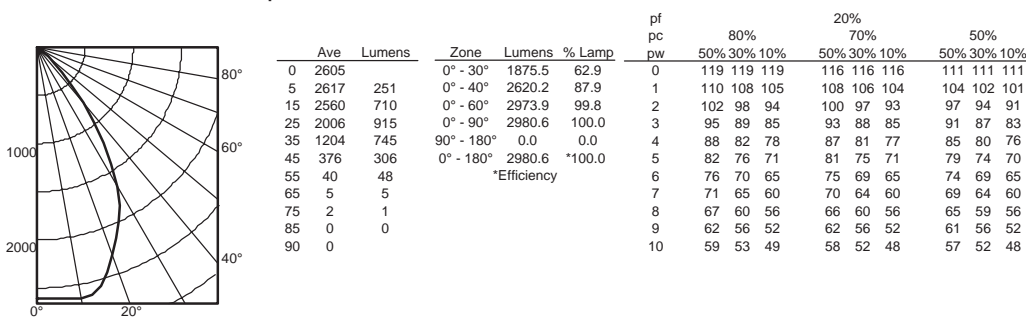 pf 20%
pc 80% 70% 50%
Ave Lumens Zone Lumens % Lamp pw 50% 30% 10% 50% 30% 10% 50% 30% 10%
0 2605 0° - 30° 1875.5 62.9 0 119 119 119 116 116 116 111 111 111
80° 5 2617 251 0° - 40° 2620.2 87.9 1 110 108 105 108 106 104 104 102 101
15 2560 710 0° - 60° 2973.9 99.8 2 102 98 94 100 97 93 97 94 91
25 2006 915 0° - 90° 2980.6 100.0 3 95 89 85 93 88 85 91 87 83
1000 60° 35 1204 745 90° - 180° 0.0 0.0 4 88 82 78 87 81 77 85 80 76
45 376 306 0° - 180° 2980.6 *100.0 5 82 76 71 81 75 71 79 74 70
55 40 48 *Efficiency 6 76 70 65 75 69 65 74 69 65
65 5 5 7 71 65 60 70 64 60 69 64 60
75 2 1 8 67 60 56 66 60 56 65 59 56
85 0 0 9 62 56 52 62 56 52 61 56 52
2000 40° 90 0 10 59 53 49 58 52 48 57 52 48
0° 20°